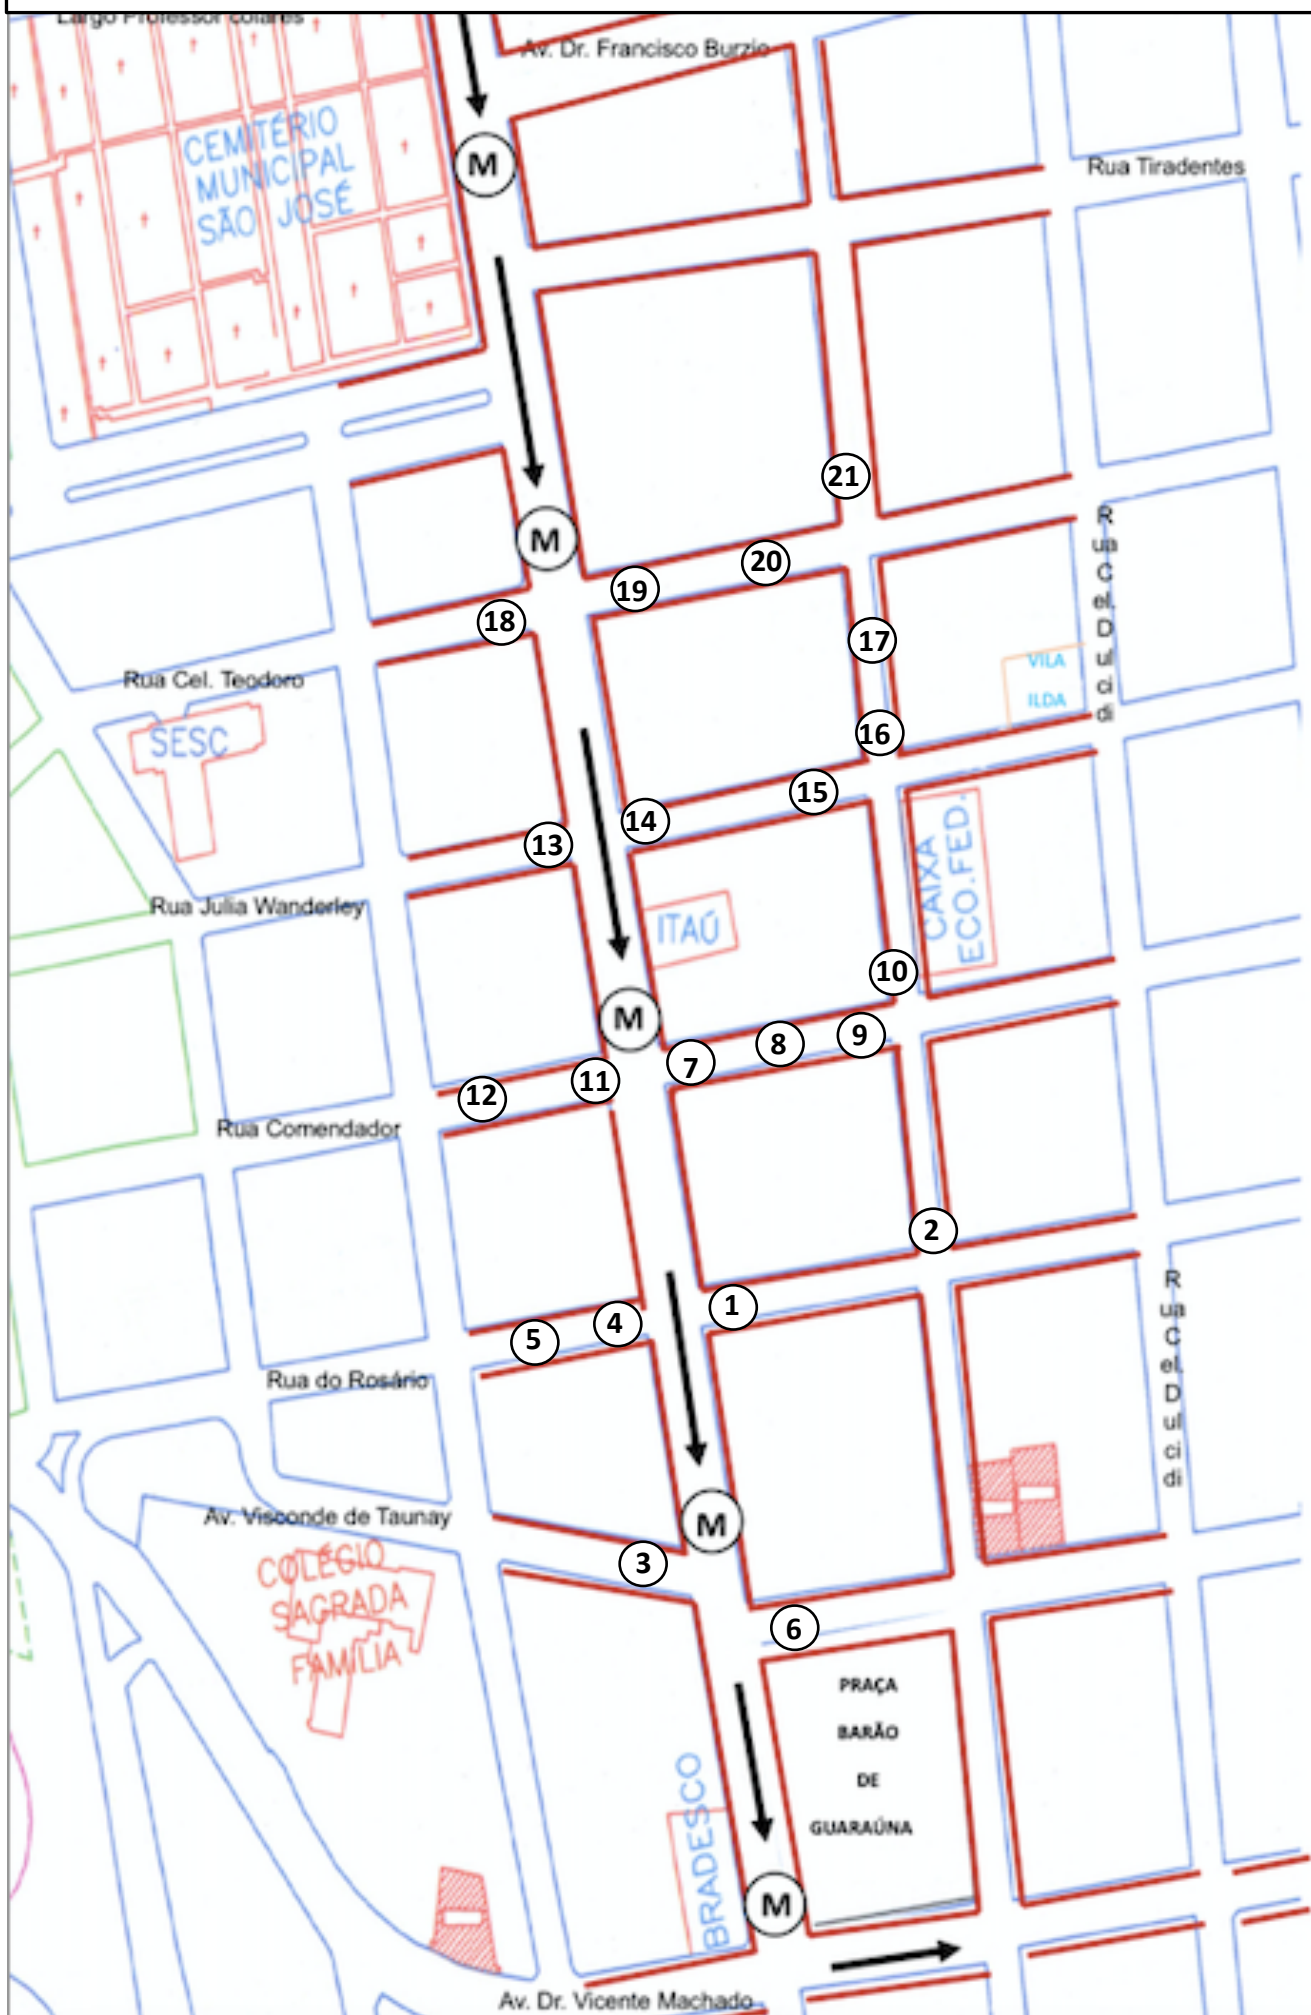 Largo Professor Colares
Av. Dr. Francisco Burzio
M
CEMITÉRIO
MUNICIPAL
SÃO JOSÉ
Rua Tiradentes
21
M
20
19
18
R
ua
C
el.
D
ul
ci
di
17
VILA
ILDA
Rua Cel. Teodoro
SESC
16
15
14
13
CAIXA
ECO.FED.
Rua Julia Wanderley
ITAÚ
10
M
9
8
7
11
12
Rua Comendador
2
1
4
5
R
ua
C
el.
D
ul
ci
di
Rua do Rosário
Av. Visconde de Taunay
M
3
COLÉGIO
SAGRADA
FAMÍLIA
6
PRAÇA
BARÃO
DE
GUARAÚNA
BRADESCO
M
Av. Dr. Vicente Machado